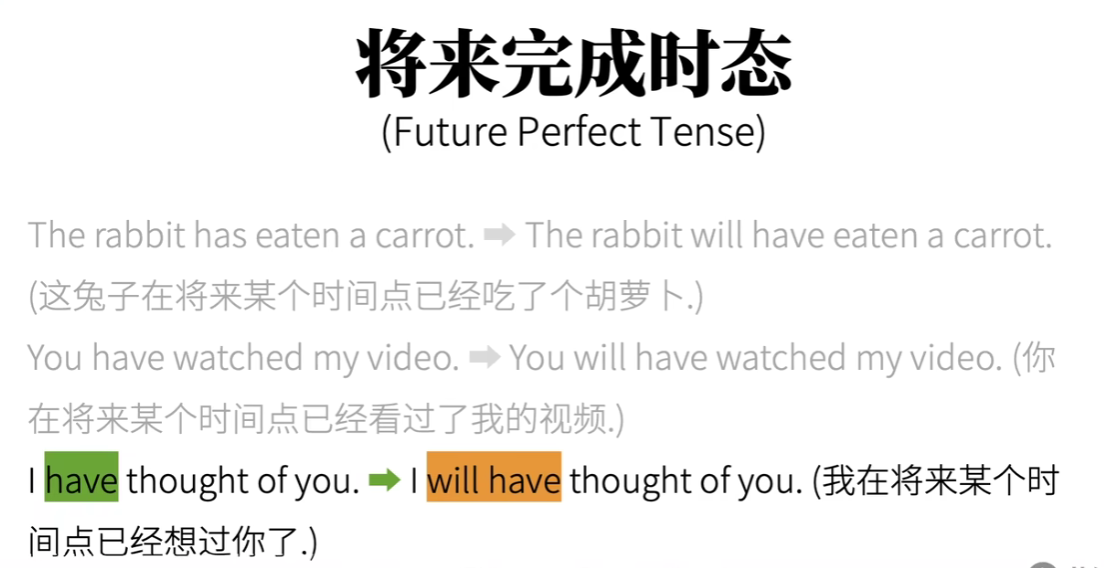 将来完成时态
(Future Perfect Tense)
The rabbit has eaten a carrot. ➡ The rabbit will have eaten a carrot.
(这兔子在将来某个时间点已经吃了个胡萝卜.)
You have watched my video. ➡ You will have watched my video. (你
在将来某个时间点已经看过了我的视频.)
I have thought of you. ➡ I will have thought of you. (我在将来某个时
间点已经想过你了.)